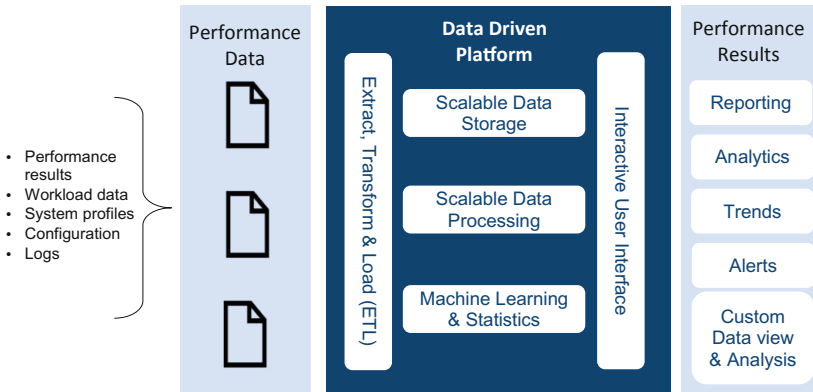 • Performance
results
• Workload data
• System profiles
• Configuration
• Logs
Performance
Data
Data Driven
Platform
Extract, Transform & Load (ETL)
Scalable Data
Storage
Scalable Data
Processing
Machine Learning
& Statistics
Interactive User Interface
Performance
Results
Reporting
Analytics
Trends
Alerts
Custom
Data view
& Analysis